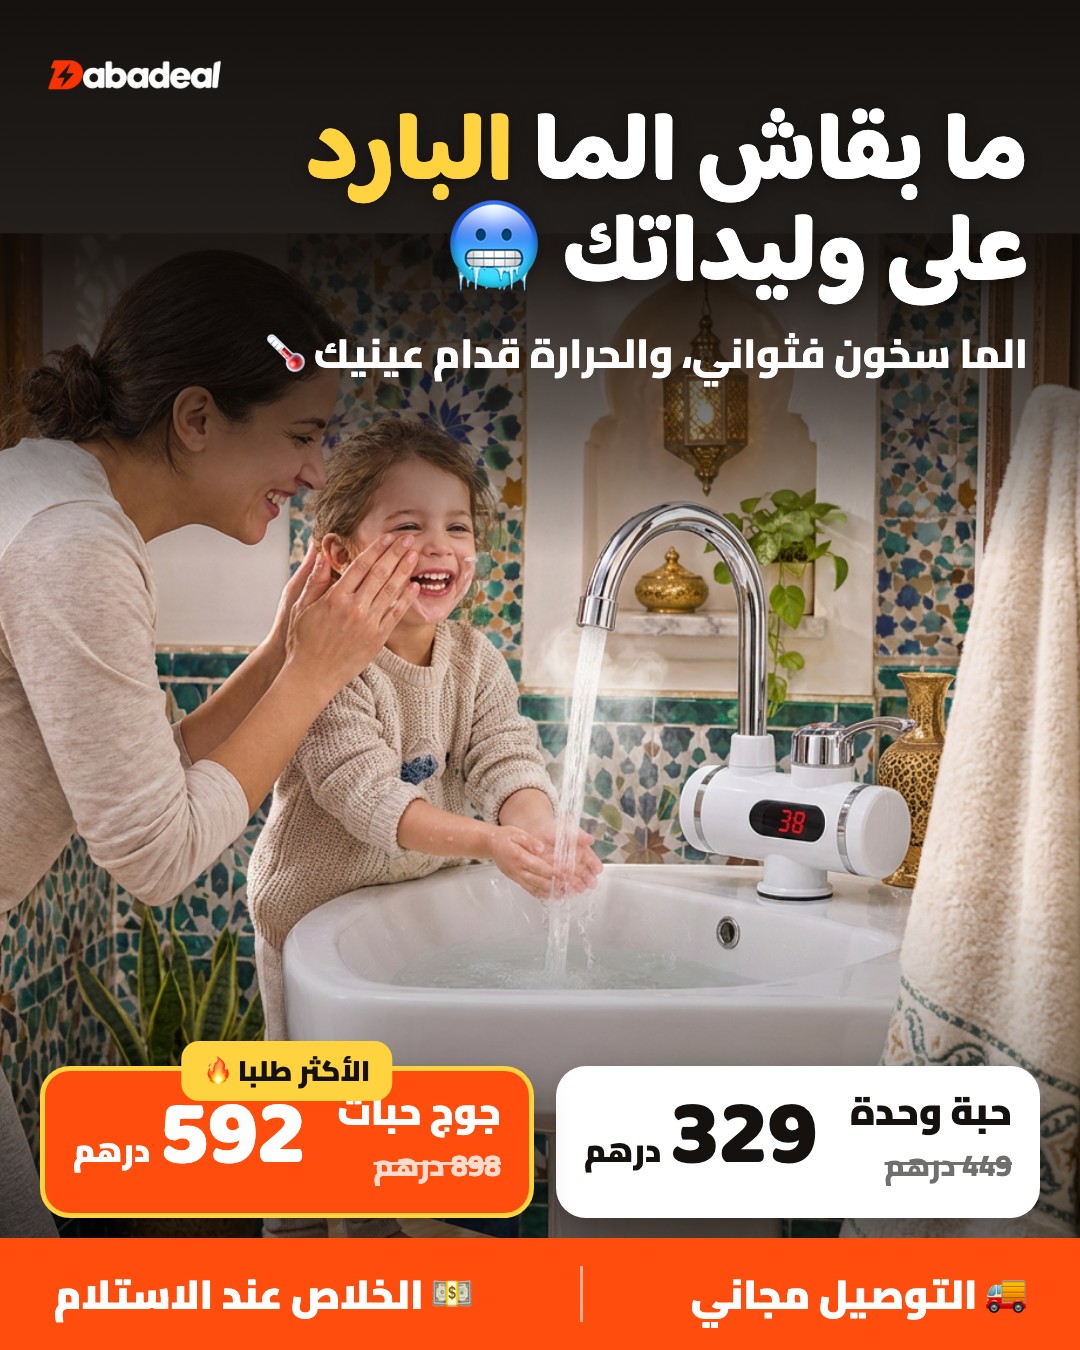 Dabadeal
ما بقاش الما البارد
على وليداتك 🥶
الما سخون فثواني، والحرارة قدام عينيك 🌡️
38
حبة وحدة
449 درهم
329 درهم
الأكثر طلبا 🔥
جوج حبات
898 درهم
592 درهم
🚚 التوصيل مجاني
💵 الخلاص عند الاستلام